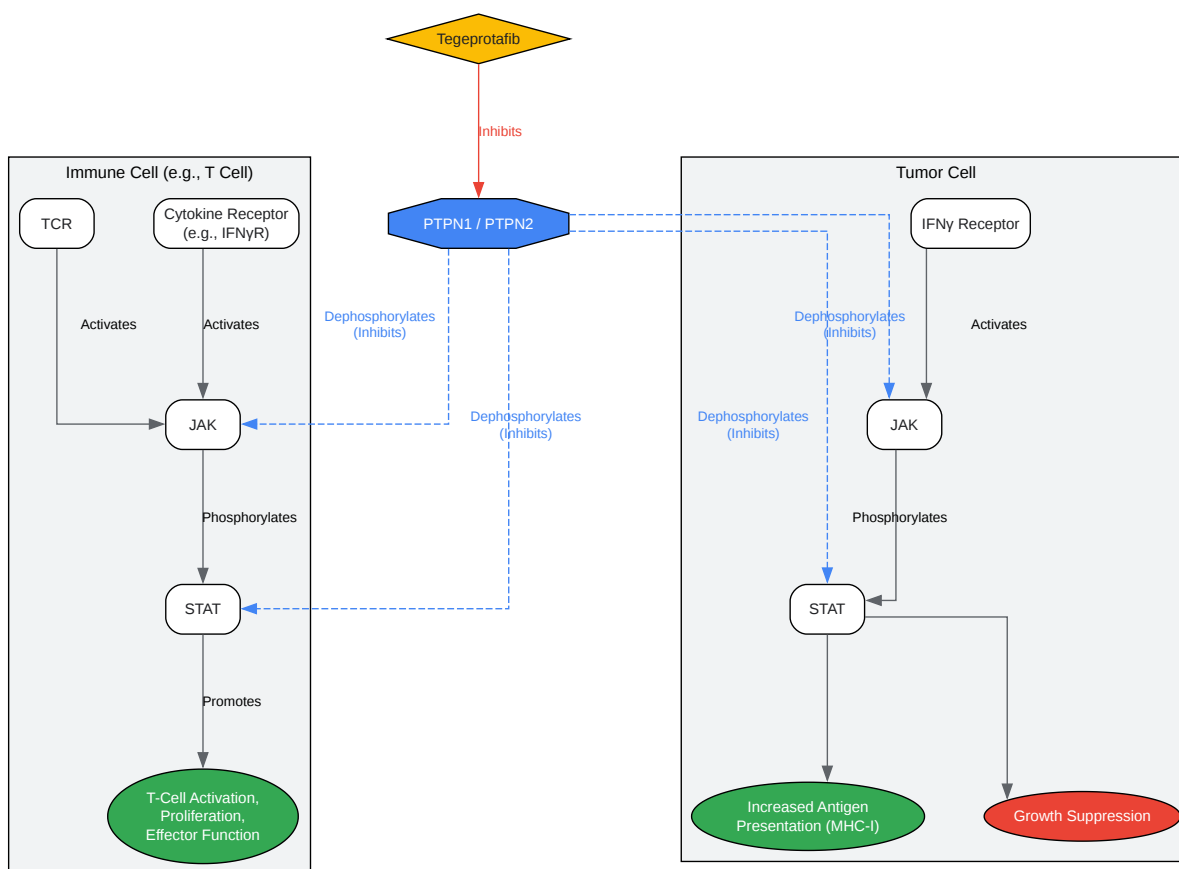 Tegeprotafib
Inhibits
Immune Cell (e.g., T Cell)
Tumor Cell
TCR
Cytokine Receptor
(e.g., IFNγR)
PTPN1 / PTPN2
IFNγ Receptor
Activates
Activates
Dephosphorylates
(Inhibits)
Dephosphorylates
(Inhibits)
Activates
JAK
Dephosphorylates
(Inhibits)
Dephosphorylates
(Inhibits)
JAK
Phosphorylates
Phosphorylates
STAT
STAT
Promotes
T-Cell Activation,
Proliferation,
Effector Function
Increased Antigen
Presentation (MHC-I)
Growth Suppression